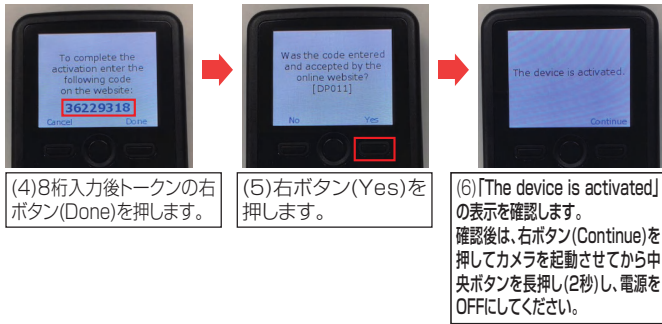 To complete the
activation enter the
following code
on the website:
36229318
Cancel Done
(4)8桁入力後トークンの右
ボタン(Done)を押します。
Was the code entered
and accepted by the
online website?
[DP011]
No Yes
(5)右ボタン(Yes)を
押します。
The device is activated.
Continue
(6)「The device is activated」
の表示を確認します。
確認後は、右ボタン(Continue)を
押してカメラを起動させてから中
央ボタンを長押し(2秒)し、電源を
OFFにしてください。